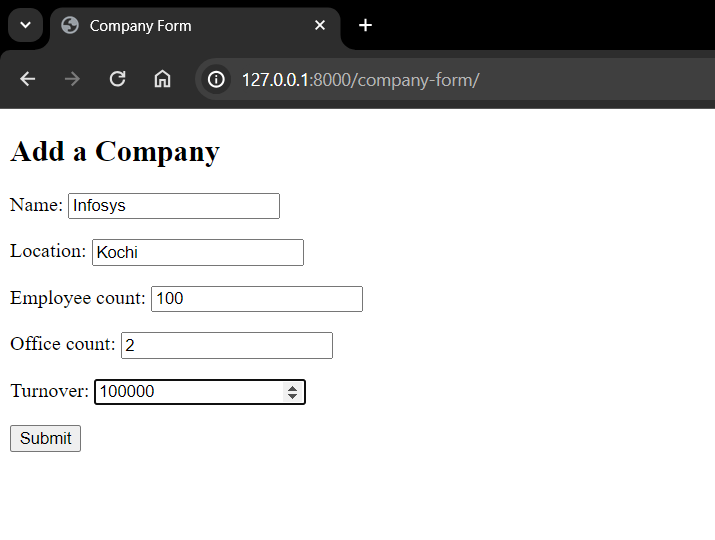 Company Form
127.0.0.1:8000/company-form/
Add a Company
Name: Infosys
Location: Kochi
Employee count: 100
Office count: 2
Turnover: 100000
Submit